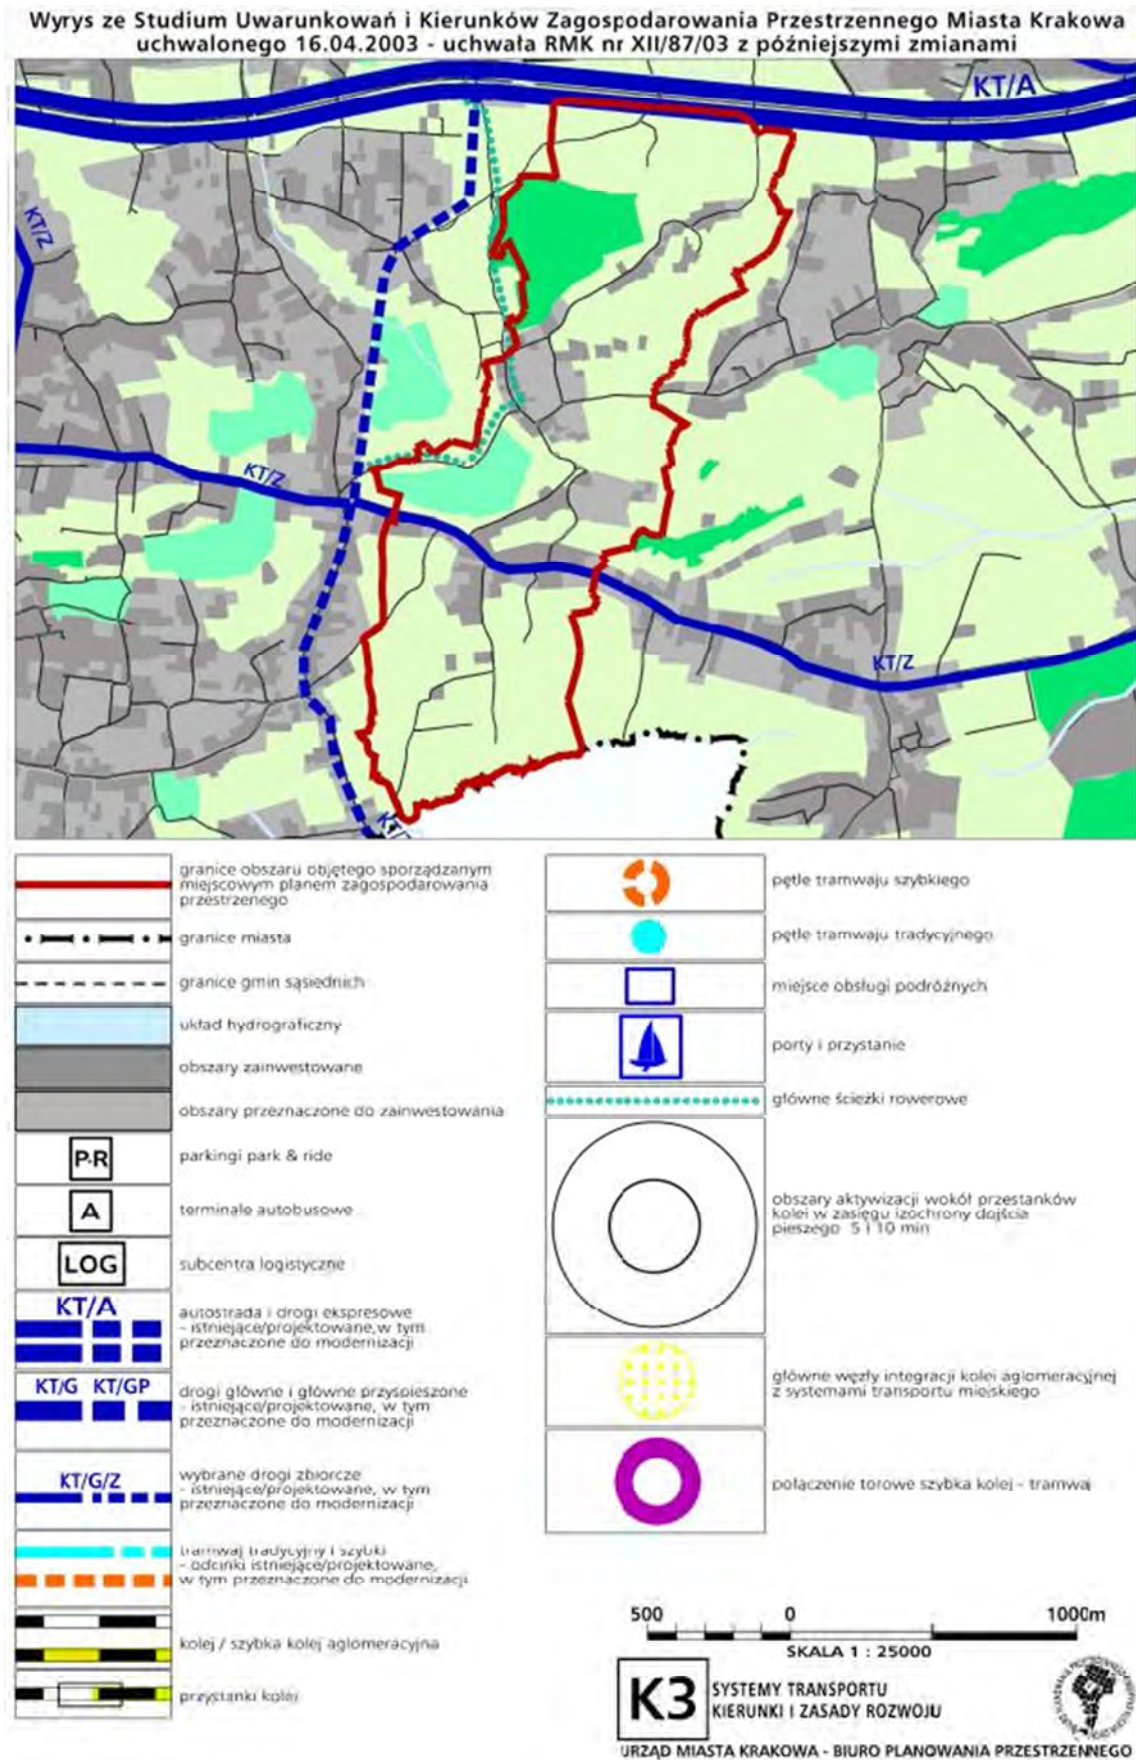 Wyrys ze Studium Uwarunkowań i Kierunków Zagospodarowania Przestrzennego Miasta Krakowa
uchwalonego 16.04.2003 - uchwała RMK nr XII/87/03 z późniejszymi zmianami
KT/A
KT/Z
KT/Z
KT/Z
granice obszaru objętego sporządzanym
miejscowym planem zagospodarowania
przestrzenego
granice miasta
granice gmin sąsiednich
układ hydrograficzny
obszary zainwestowane
obszary przeznaczone do zainwestowania
P·R
parkingi park & ride
A
terminale autobusowe
LOG
subcentra logistyczne
KT/A
autostrada i drogi ekspresowe
- istniejące/projektowane,w tym
przeznaczone do modernizacji
KT/G KT/GP
drogi główne i główne przyspieszone
- istniejące/projektowane, w tym
przeznaczone do modernizacji
KT/G/Z
wybrane drogi zbiorcze
- istniejące/projektowane, w tym
przeznaczone do modernizacji
tramwaj tradycyjny i szybki
- odcinki istniejące/projektowane,
w tym przeznaczone do modernizacji
kolej / szybka kolej aglomeracyjna
przystanki kolei
pętle tramwaju szybkiego
pętle tramwaju tradycyjnego
miejsce obsługi podróżnych
porty i przystanie
główne ścieżki rowerowe
obszary aktywizacji wokół przestanków
kolei w zasięgu izochrony dojścia
pieszego 5 i 10 min
główne węzły integracji kolei aglomeracyjnej
z systemami transportu miejskiego
połączenie torowe szybka kolej - tramwaj
500 0 1000m
SKALA 1 : 25000
K3
SYSTEMY TRANSPORTU
KIERUNKI I ZASADY ROZWOJU
URZĄD MIASTA KRAKOWA - BIURO PLANOWANIA PRZESTRZENNEGO